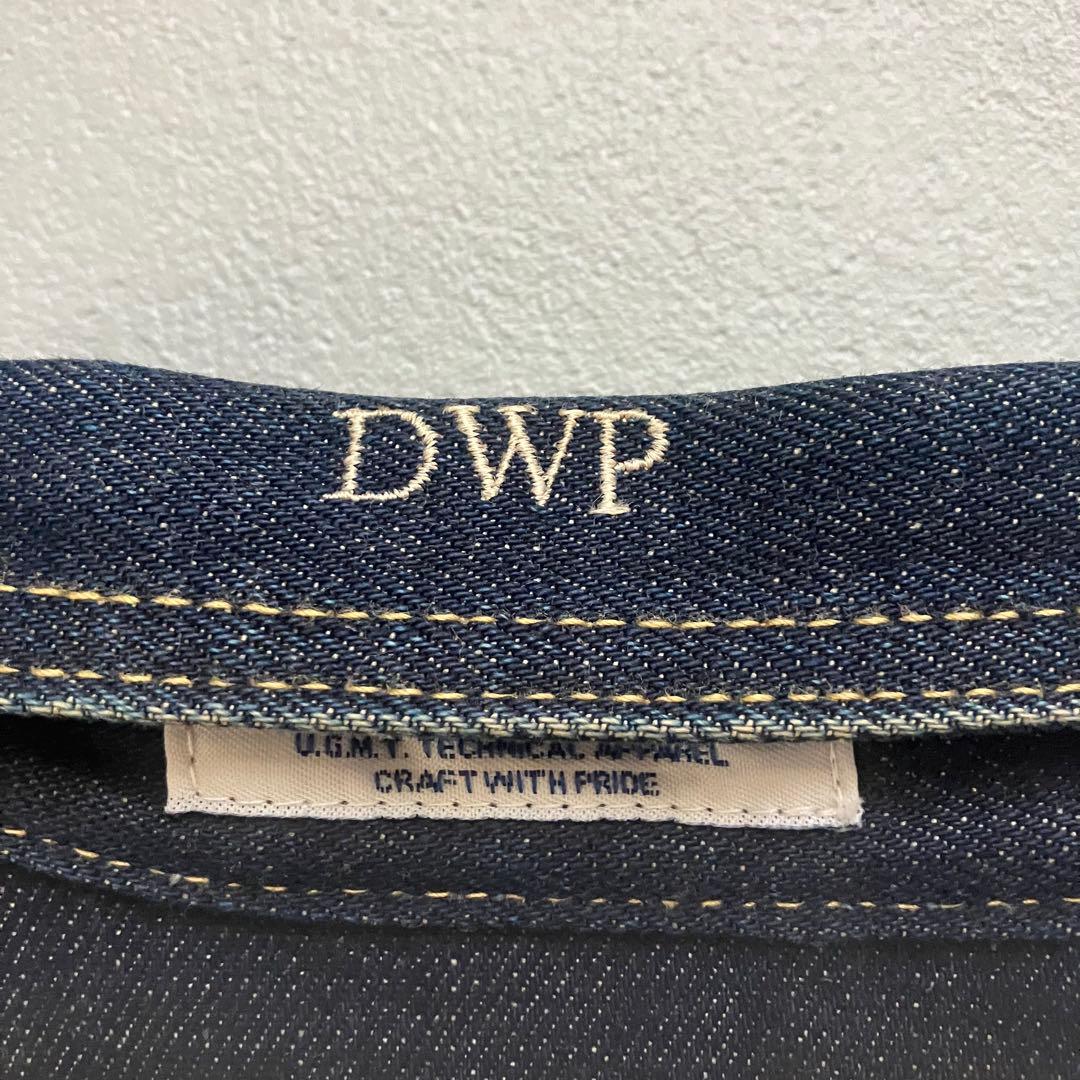 DWP
U.G.M.T. TECHNICAL APPAREL
CRAFT WITH PRIDE